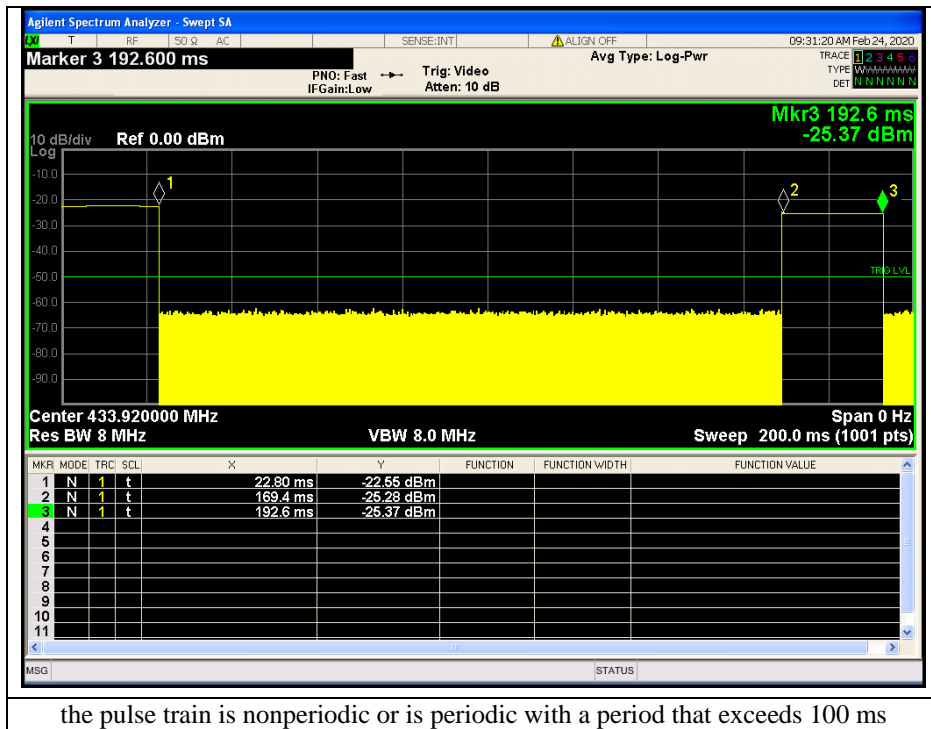 Agilent Spectrum Analyzer - Swept SA
LXI T RF 50 Ω AC SENSE:INT ALIGN OFF 09:31:20 AM Feb 24, 2020
Marker 3 192.600 ms Avg Type: Log-Pwr TRACE 1 2 3 4 5 6
PNO: Fast Trig: Video TYPE
IFGain:Low Atten: 10 dB DET N N N N N N
Mkr3 192.6 ms
10 dB/div Ref 0.00 dBm -25.37 dBm
Log
-10.0
1 2 3
-20.0
-30.0
-40.0
-50.0 TRIG LVL
-60.0
-70.0
-80.0
-90.0
Center 433.920000 MHz Span 0 Hz
Res BW 8 MHz VBW 8.0 MHz Sweep 200.0 ms (1001 pts)
MKR MODE TRC SCL X Y FUNCTION FUNCTION WIDTH FUNCTION VALUE
1 N 1 t 22.80 ms -22.55 dBm
2 N 1 t 169.4 ms -25.28 dBm
3 N 1 t 192.6 ms -25.37 dBm
4
5
6
7
8
9
10
11
MSG STATUS
the pulse train is nonperiodic or is periodic with a period that exceeds 100 ms